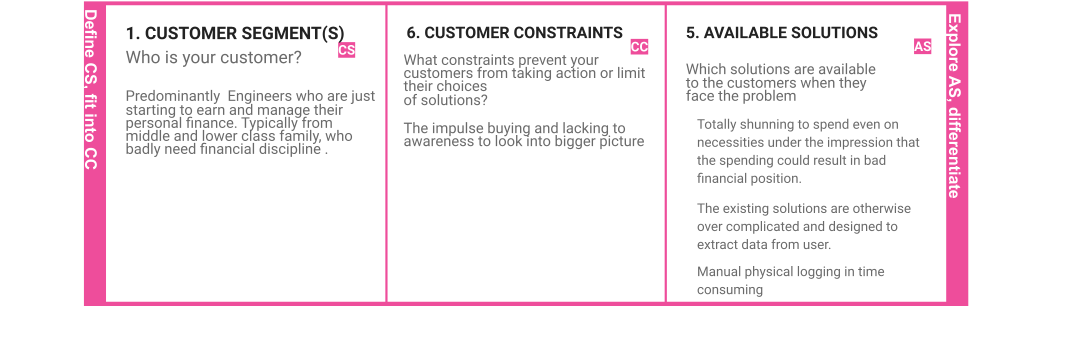 Define CS, fit into CC
1. CUSTOMER SEGMENT(S)
CS
Who is your customer?
Predominantly  Engineers who are just
starting to earn and manage their
personal finance. Typically from
middle and lower class family, who
badly need financial discipline .
6. CUSTOMER CONSTRAINTS
CC
What constraints prevent your
customers from taking action or limit
their choices
of solutions?
The impulse buying and lacking to
awareness to look into bigger picture
5. AVAILABLE SOLUTIONS
AS
Which solutions are available
to the customers when they
face the problem
Totally shunning to spend even on
necessities under the impression that
the spending could result in bad
financial position.
The existing solutions are otherwise
over complicated and designed to
extract data from user.
Manual physical logging in time
consuming
Explore AS, differentiate